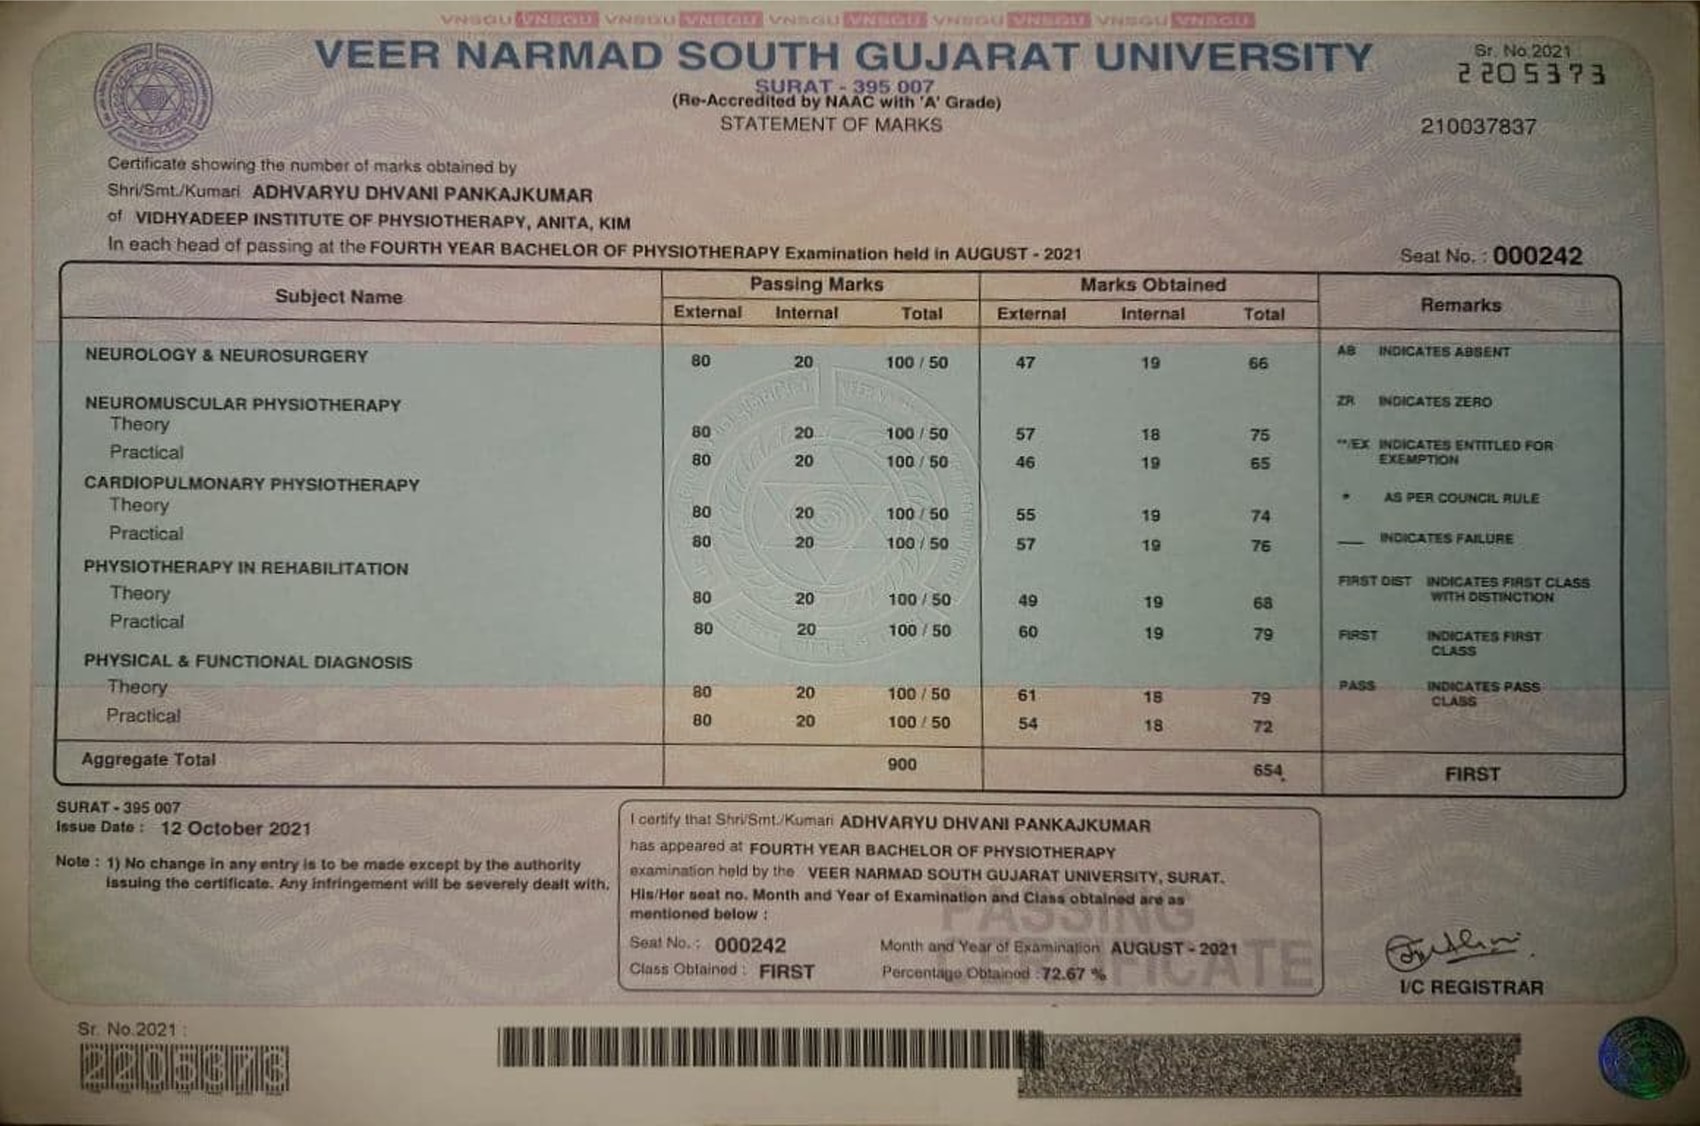 VNSGU VNSGU VNSGU VNSGU VNSGU VNSGU VNSGU VNSGU VNSGU VNSGU
VEER NARMAD SOUTH GUJARAT UNIVERSITY
SURAT - 395 007
(Re-Accredited by NAAC with 'A' Grade)
STATEMENT OF MARKS
Sr. No.2021
2205373
210037837
Certificate showing the number of marks obtained by
Shri/Smt./Kumari ADHVARYU DHVANI PANKAJKUMAR
of VIDHYADEEP INSTITUTE OF PHYSIOTHERAPY, ANITA, KIM
In each head of passing at the FOURTH YEAR BACHELOR OF PHYSIOTHERAPY Examination held in AUGUST - 2021
Seat No. : 000242
Subject Name Passing Marks Marks Obtained Remarks
External Internal Total External Internal Total
NEUROLOGY & NEUROSURGERY 80 20 100 / 50 47 19 66
NEUROMUSCULAR PHYSIOTHERAPY
Theory 80 20 100 / 50 57 18 75
Practical 80 20 100 / 50 46 19 65
CARDIOPULMONARY PHYSIOTHERAPY
Theory 80 20 100 / 50 55 19 74
Practical 80 20 100 / 50 57 19 76
PHYSIOTHERAPY IN REHABILITATION
Theory 80 20 100 / 50 49 19 68
Practical 80 20 100 / 50 60 19 79
PHYSICAL & FUNCTIONAL DIAGNOSIS
Theory 80 20 100 / 50 61 18 79
Practical 80 20 100 / 50 54 18 72
Aggregate Total 900 654 FIRST
AB INDICATES ABSENT
ZR INDICATES ZERO
**/EX INDICATES ENTITLED FOR
EXEMPTION
* AS PER COUNCIL RULE
___ INDICATES FAILURE
FIRST DIST INDICATES FIRST CLASS
WITH DISTINCTION
FIRST INDICATES FIRST
CLASS
PASS INDICATES PASS
CLASS
SURAT - 395 007
Issue Date : 12 October 2021
Note : 1) No change in any entry is to be made except by the authority
issuing the certificate. Any infringement will be severely dealt with.
I certify that Shri/Smt./Kumari ADHVARYU DHVANI PANKAJKUMAR
has appeared at FOURTH YEAR BACHELOR OF PHYSIOTHERAPY
examination held by the VEER NARMAD SOUTH GUJARAT UNIVERSITY, SURAT.
His/Her seat no. Month and Year of Examination and Class obtained are as
mentioned below :
Seat No. : 000242 Month and Year of Examination AUGUST - 2021
Class Obtained : FIRST Percentage Obtained : 72.67 %
PASSING
CERTIFICATE
I/C REGISTRAR
Sr. No.2021 :
2205373